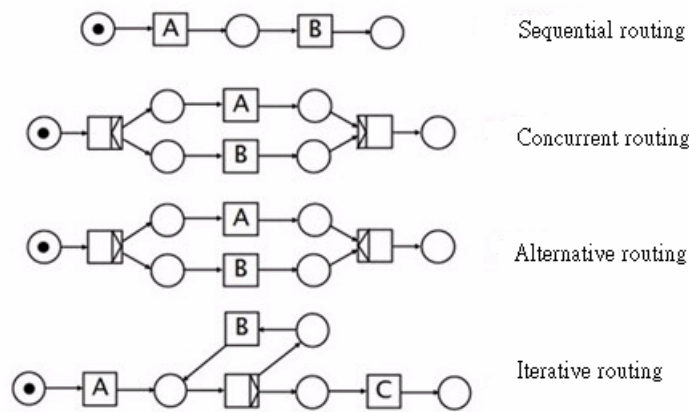 A B Sequential routing
A
Concurrent routing
B
A
Alternative routing
B
B
Iterative routing
A C